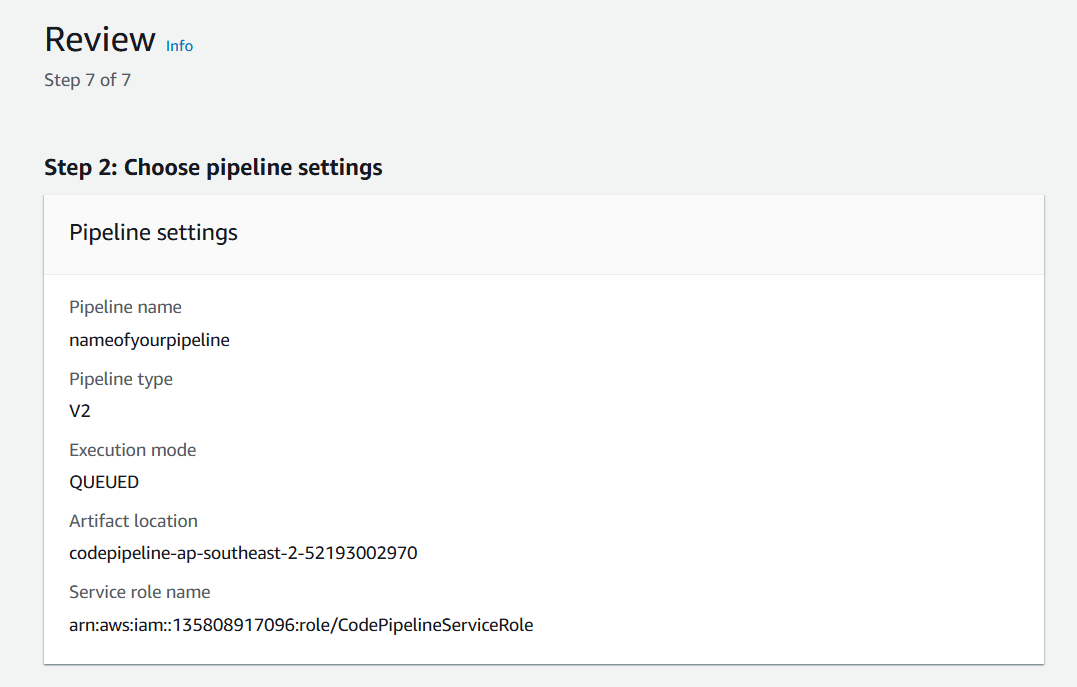 Review Info
Step 7 of 7
Step 2: Choose pipeline settings
Pipeline settings
Pipeline name
nameofyourpipeline
Pipeline type
V2
Execution mode
QUEUED
Artifact location
codepipeline-ap-southeast-2-52193002970
Service role name
arn:aws:iam::135808917096:role/CodePipelineServiceRole